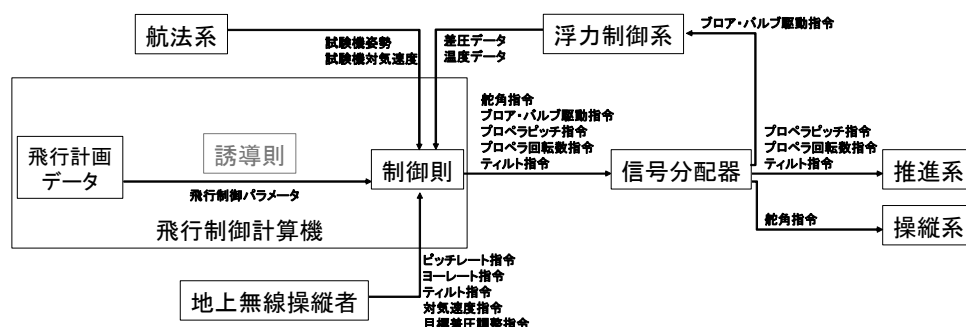 航法系
試験機姿勢
試験機対気速度
差圧データ
温度データ
浮力制御系
ブロア・バルブ駆動指令
飛行計画
データ
誘導則
飛行制御パラメータ
制御則
飛行制御計算機
舵角指令
ブロア・バルブ駆動指令
プロペラピッチ指令
プロペラ回転数指令
ティルト指令
信号分配器
プロペラピッチ指令
プロペラ回転数指令
ティルト指令
推進系
舵角指令
操縦系
地上無線操縦者
ピッチレート指令
ヨーレート指令
ティルト指令
対気速度指令
目標差圧調整指令